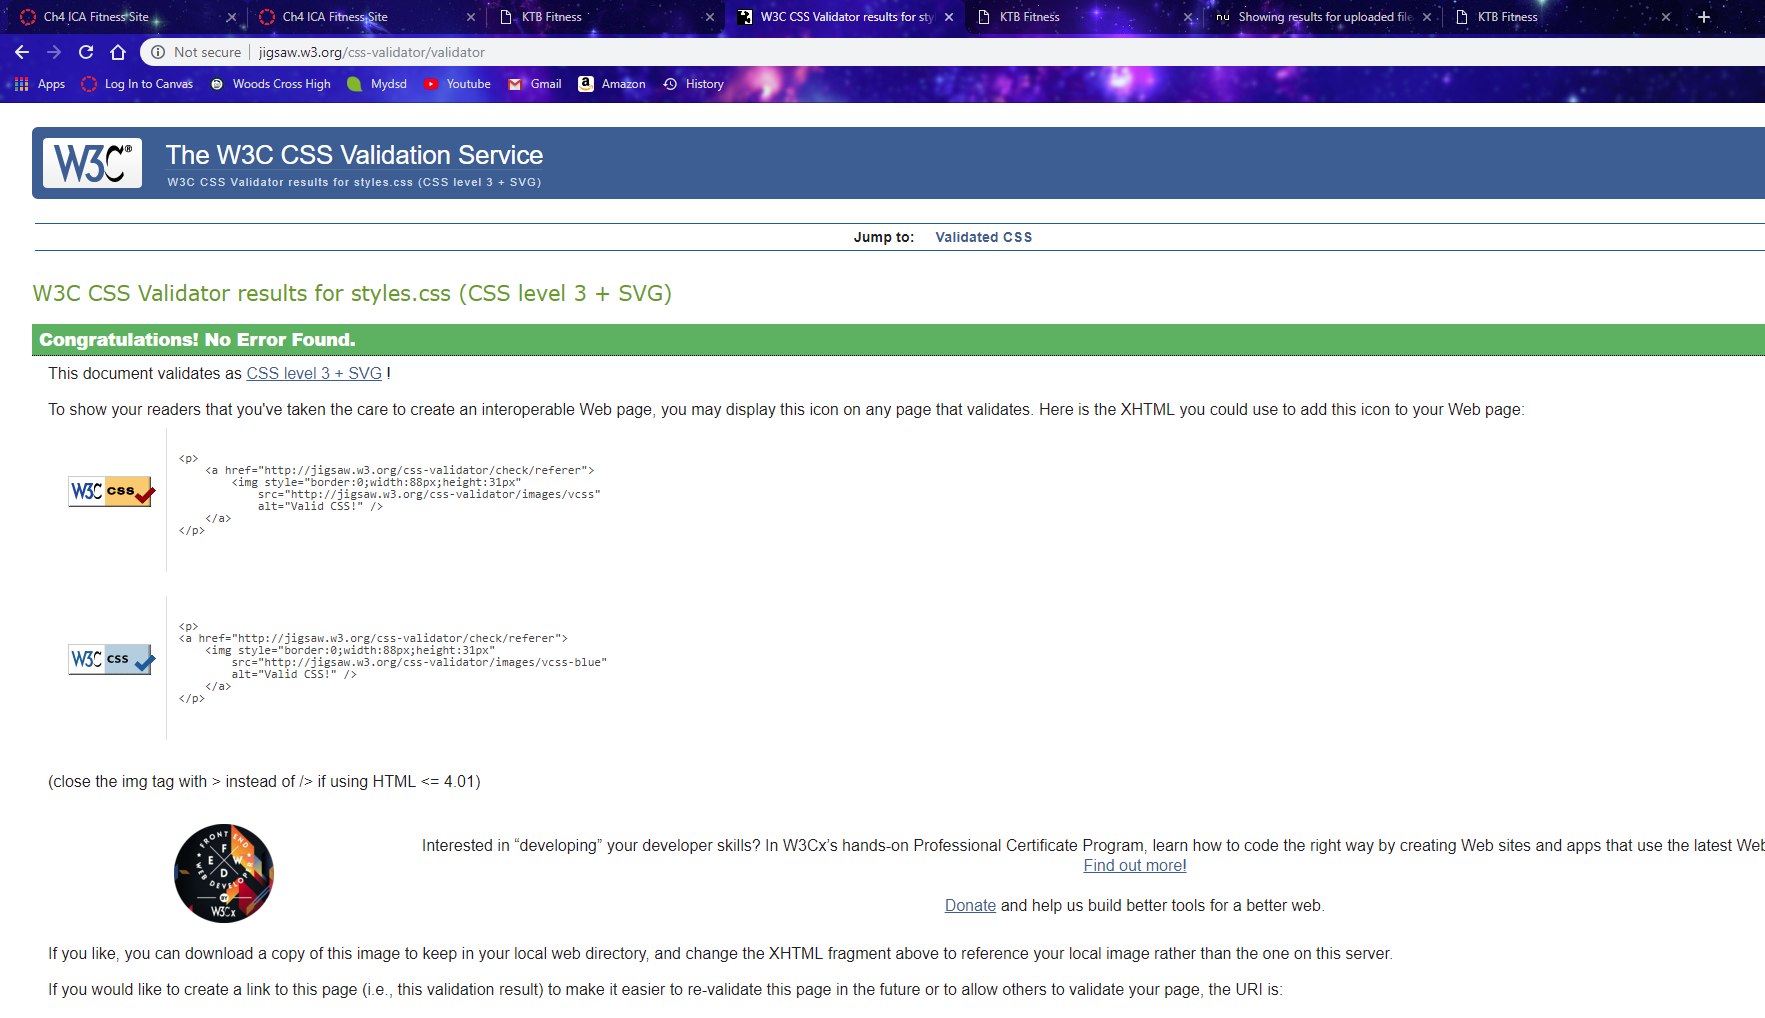 Ch4 ICA Fitness Site
Ch4 ICA Fitness Site
KTB Fitness
W3C CSS Validator results for sty
KTB Fitness
nu Showing results for uploaded file
KTB Fitness
Not secure | jigsaw.w3.org/css-validator/validator
Apps
Log In to Canvas
Woods Cross High
Mydsd
Youtube
Gmail
a Amazon
History
W3C® The W3C CSS Validation Service
W3C CSS Validator results for styles.css (CSS level 3 + SVG)
Jump to: Validated CSS
W3C CSS Validator results for styles.css (CSS level 3 + SVG)
Congratulations! No Error Found.
This document validates as CSS level 3 + SVG !
To show your readers that you've taken the care to create an interoperable Web page, you may display this icon on any page that validates. Here is the XHTML you could use to add this icon to your Web page:
W3C css
<p>
<a href="http://jigsaw.w3.org/css-validator/check/referer">
<img style="border:0;width:88px;height:31px"
src="http://jigsaw.w3.org/css-validator/images/vcss"
alt="Valid CSS!" />
</a>
</p>
W3C css
<p>
<a href="http://jigsaw.w3.org/css-validator/check/referer">
<img style="border:0;width:88px;height:31px"
src="http://jigsaw.w3.org/css-validator/images/vcss-blue"
alt="Valid CSS!" />
</a>
</p>
(close the img tag with > instead of /> if using HTML <= 4.01)
FRONT END
F E W D
WEB DEVELOPER
BY
W3Cx
Interested in “developing” your developer skills? In W3Cx’s hands-on Professional Certificate Program, learn how to code the right way by creating Web sites and apps that use the latest Web
Find out more!
Donate and help us build better tools for a better web.
If you like, you can download a copy of this image to keep in your local web directory, and change the XHTML fragment above to reference your local image rather than the one on this server.
If you would like to create a link to this page (i.e., this validation result) to make it easier to re-validate this page in the future or to allow others to validate your page, the URI is: